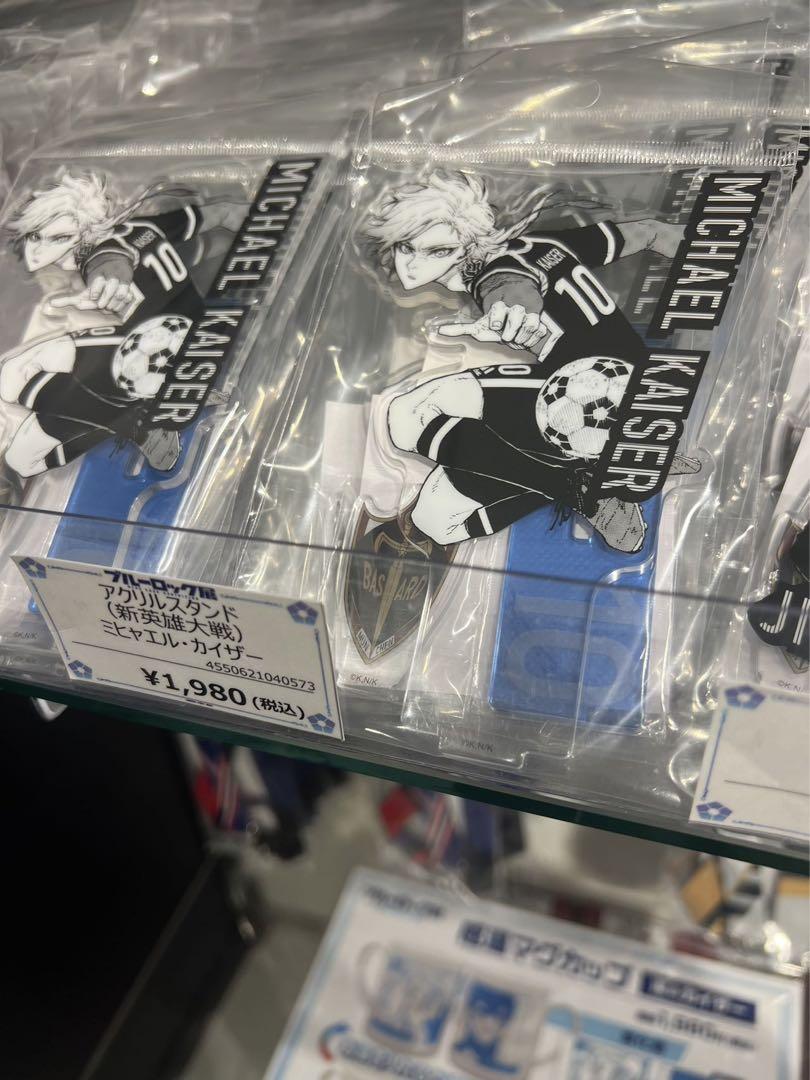 MICHAEL KAISER
KAISER
10
MICHAEL KAISER
KAISER
10
BASTARD
MÜNCHEN
10
©K,N/K
©K,N/K
ブルーロック展
アクリルスタンド
(新英雄大戦)
ミヒャエル・カイザー
4550621040573
¥1,980(税込)
マグカップ